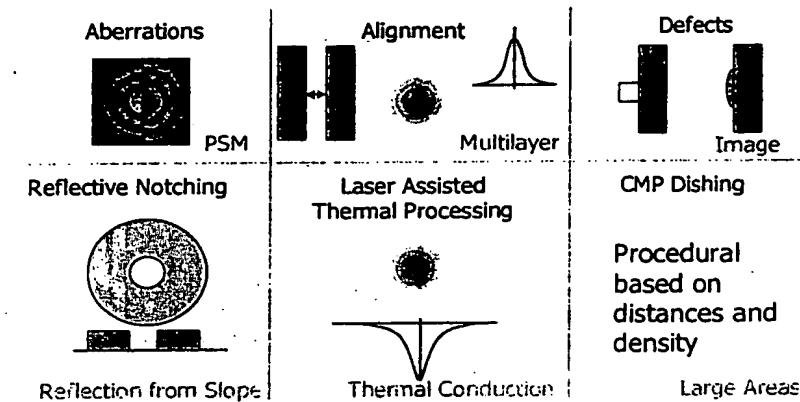 Aberrations
PSM
Alignment
Multilayer
Defects
Image
Reflective Notching
Reflection from Slope
Laser Assisted
Thermal Processing
Thermal Conduction
CMP Dishing
Procedural
based on
distances and
density
Large Areas